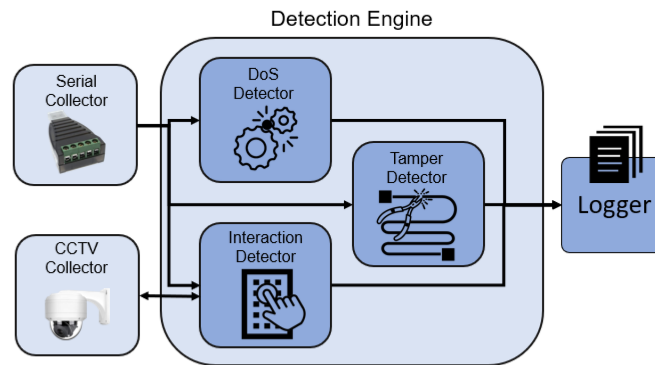 Detection Engine
Serial
Collector
DoS
Detector
Tamper
Detector
Logger
CCTV
Collector
Interaction
Detector